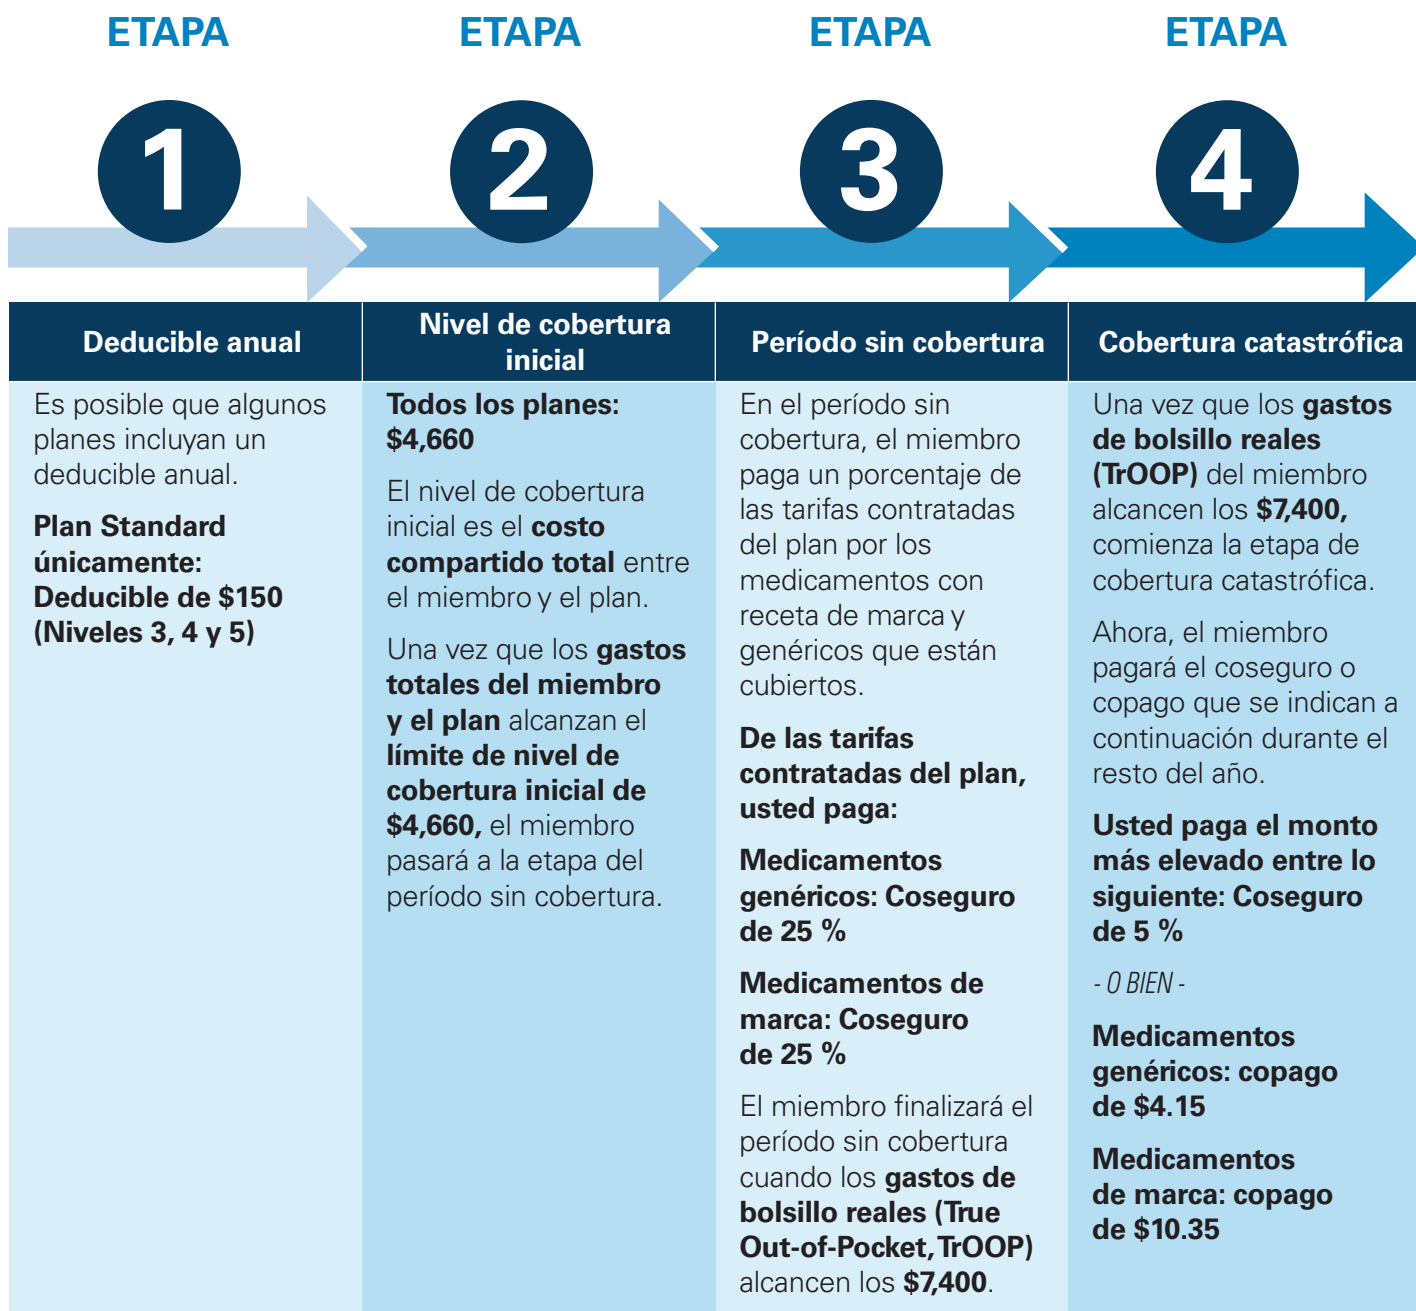 ETAPA
1
Deducible anual
Es posible que algunos
planes incluyan un
deducible anual.
Plan Standard
únicamente:
Deducible de $150
(Niveles 3, 4 y 5)
ETAPA
2
Nivel de cobertura
inicial
Todos los planes:
$4,660
El nivel de cobertura
inicial es el costo
compartido total entre
el miembro y el plan.
Una vez que los gastos
totales del miembro
y el plan alcanzan el
límite de nivel de
cobertura inicial de
$4,660, el miembro
pasará a la etapa del
período sin cobertura.
ETAPA
3
Período sin cobertura
En el período sin
cobertura, el miembro
paga un porcentaje de
las tarifas contratadas
del plan por los
medicamentos con
receta de marca y
genéricos que están
cubiertos.
De las tarifas
contratadas del plan,
usted paga:
Medicamentos
genéricos: Coseguro
de 25 %
Medicamentos de
marca: Coseguro
de 25 %
El miembro finalizará el
período sin cobertura
cuando los gastos de
bolsillo reales (True
Out-of-Pocket, TrOOP)
alcancen los $7,400.
ETAPA
4
Cobertura catastrófica
Una vez que los gastos
de bolsillo reales
(TrOOP) del miembro
alcancen los $7,400,
comienza la etapa de
cobertura catastrófica.
Ahora, el miembro
pagará el coseguro o
copago que se indican a
continuación durante el
resto del año.
Usted paga el monto
más elevado entre lo
siguiente: Coseguro
de 5 %
- O BIEN -
Medicamentos
genéricos: copago
de $4.15
Medicamentos
de marca: copago
de $10.35